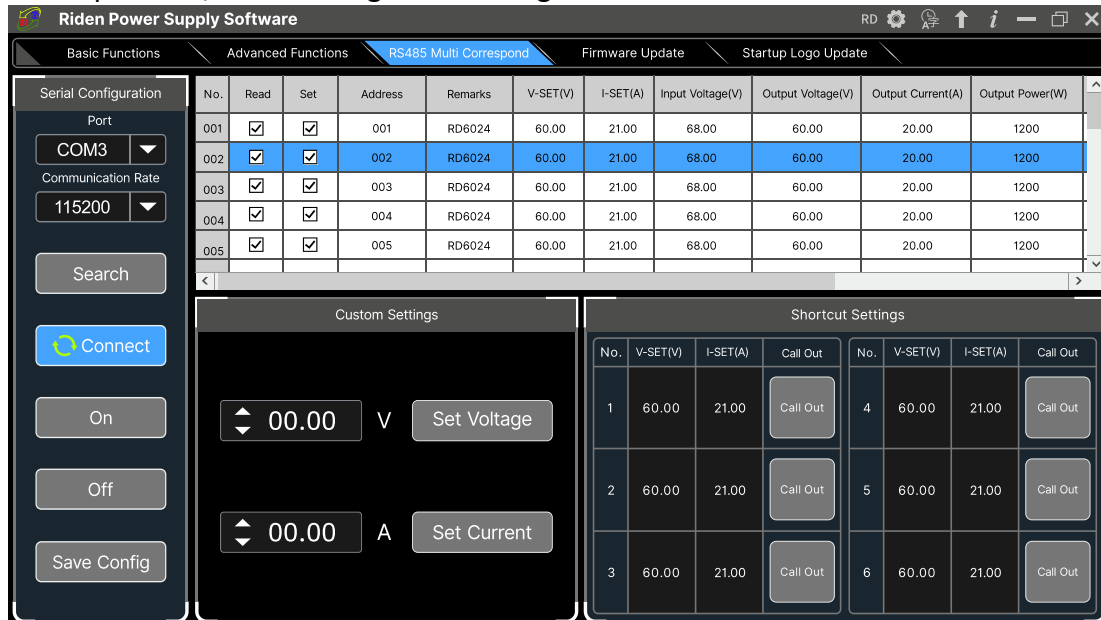 Riden Power Supply Software RD
Basic Functions Advanced Functions RS485 Multi Correspond Firmware Update Startup Logo Update
Serial Configuration
Port
COM3
Communication Rate
115200
Search
Connect
On
Off
Save Config
No. Read Set Address Remarks V-SET(V) I-SET(A) Input Voltage(V) Output Voltage(V) Output Current(A) Output Power(W)
001 001 RD6024 60.00 21.00 68.00 60.00 20.00 1200
002 002 RD6024 60.00 21.00 68.00 60.00 20.00 1200
003 003 RD6024 60.00 21.00 68.00 60.00 20.00 1200
004 004 RD6024 60.00 21.00 68.00 60.00 20.00 1200
005 005 RD6024 60.00 21.00 68.00 60.00 20.00 1200
Custom Settings
00.00 V Set Voltage
00.00 A Set Current
Shortcut Settings
No. V-SET(V) I-SET(A) Call Out No. V-SET(V) I-SET(A) Call Out
1 60.00 21.00 Call Out 4 60.00 21.00 Call Out
2 60.00 21.00 Call Out 5 60.00 21.00 Call Out
3 60.00 21.00 Call Out 6 60.00 21.00 Call Out